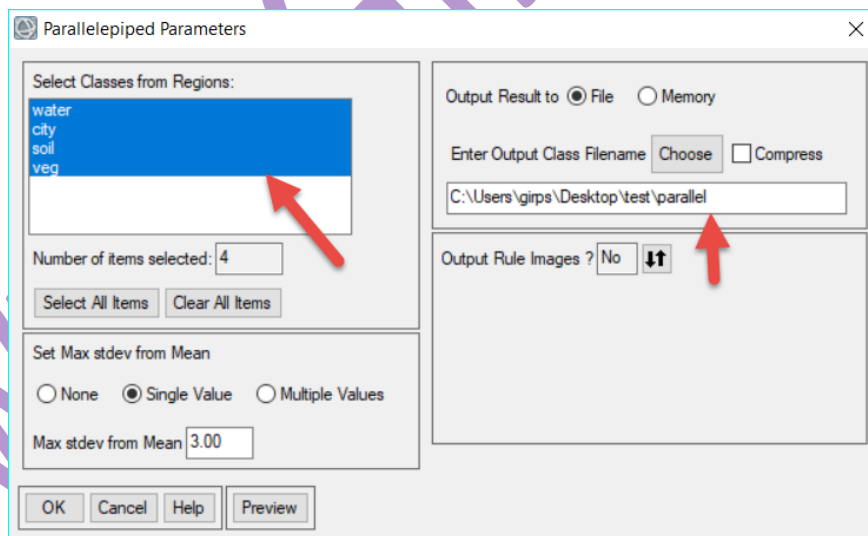 Parallelepiped Parameters
Select Classes from Regions:
water
city
soil
veg
Number of items selected: 4
Select All Items Clear All Items
Set Max stdev from Mean
None Single Value Multiple Values
Max stdev from Mean 3.00
OK Cancel Help Preview
Output Result to File Memory
Enter Output Class Filename Choose Compress
C:\Users\girps\Desktop\test\parallel
Output Rule Images ? No